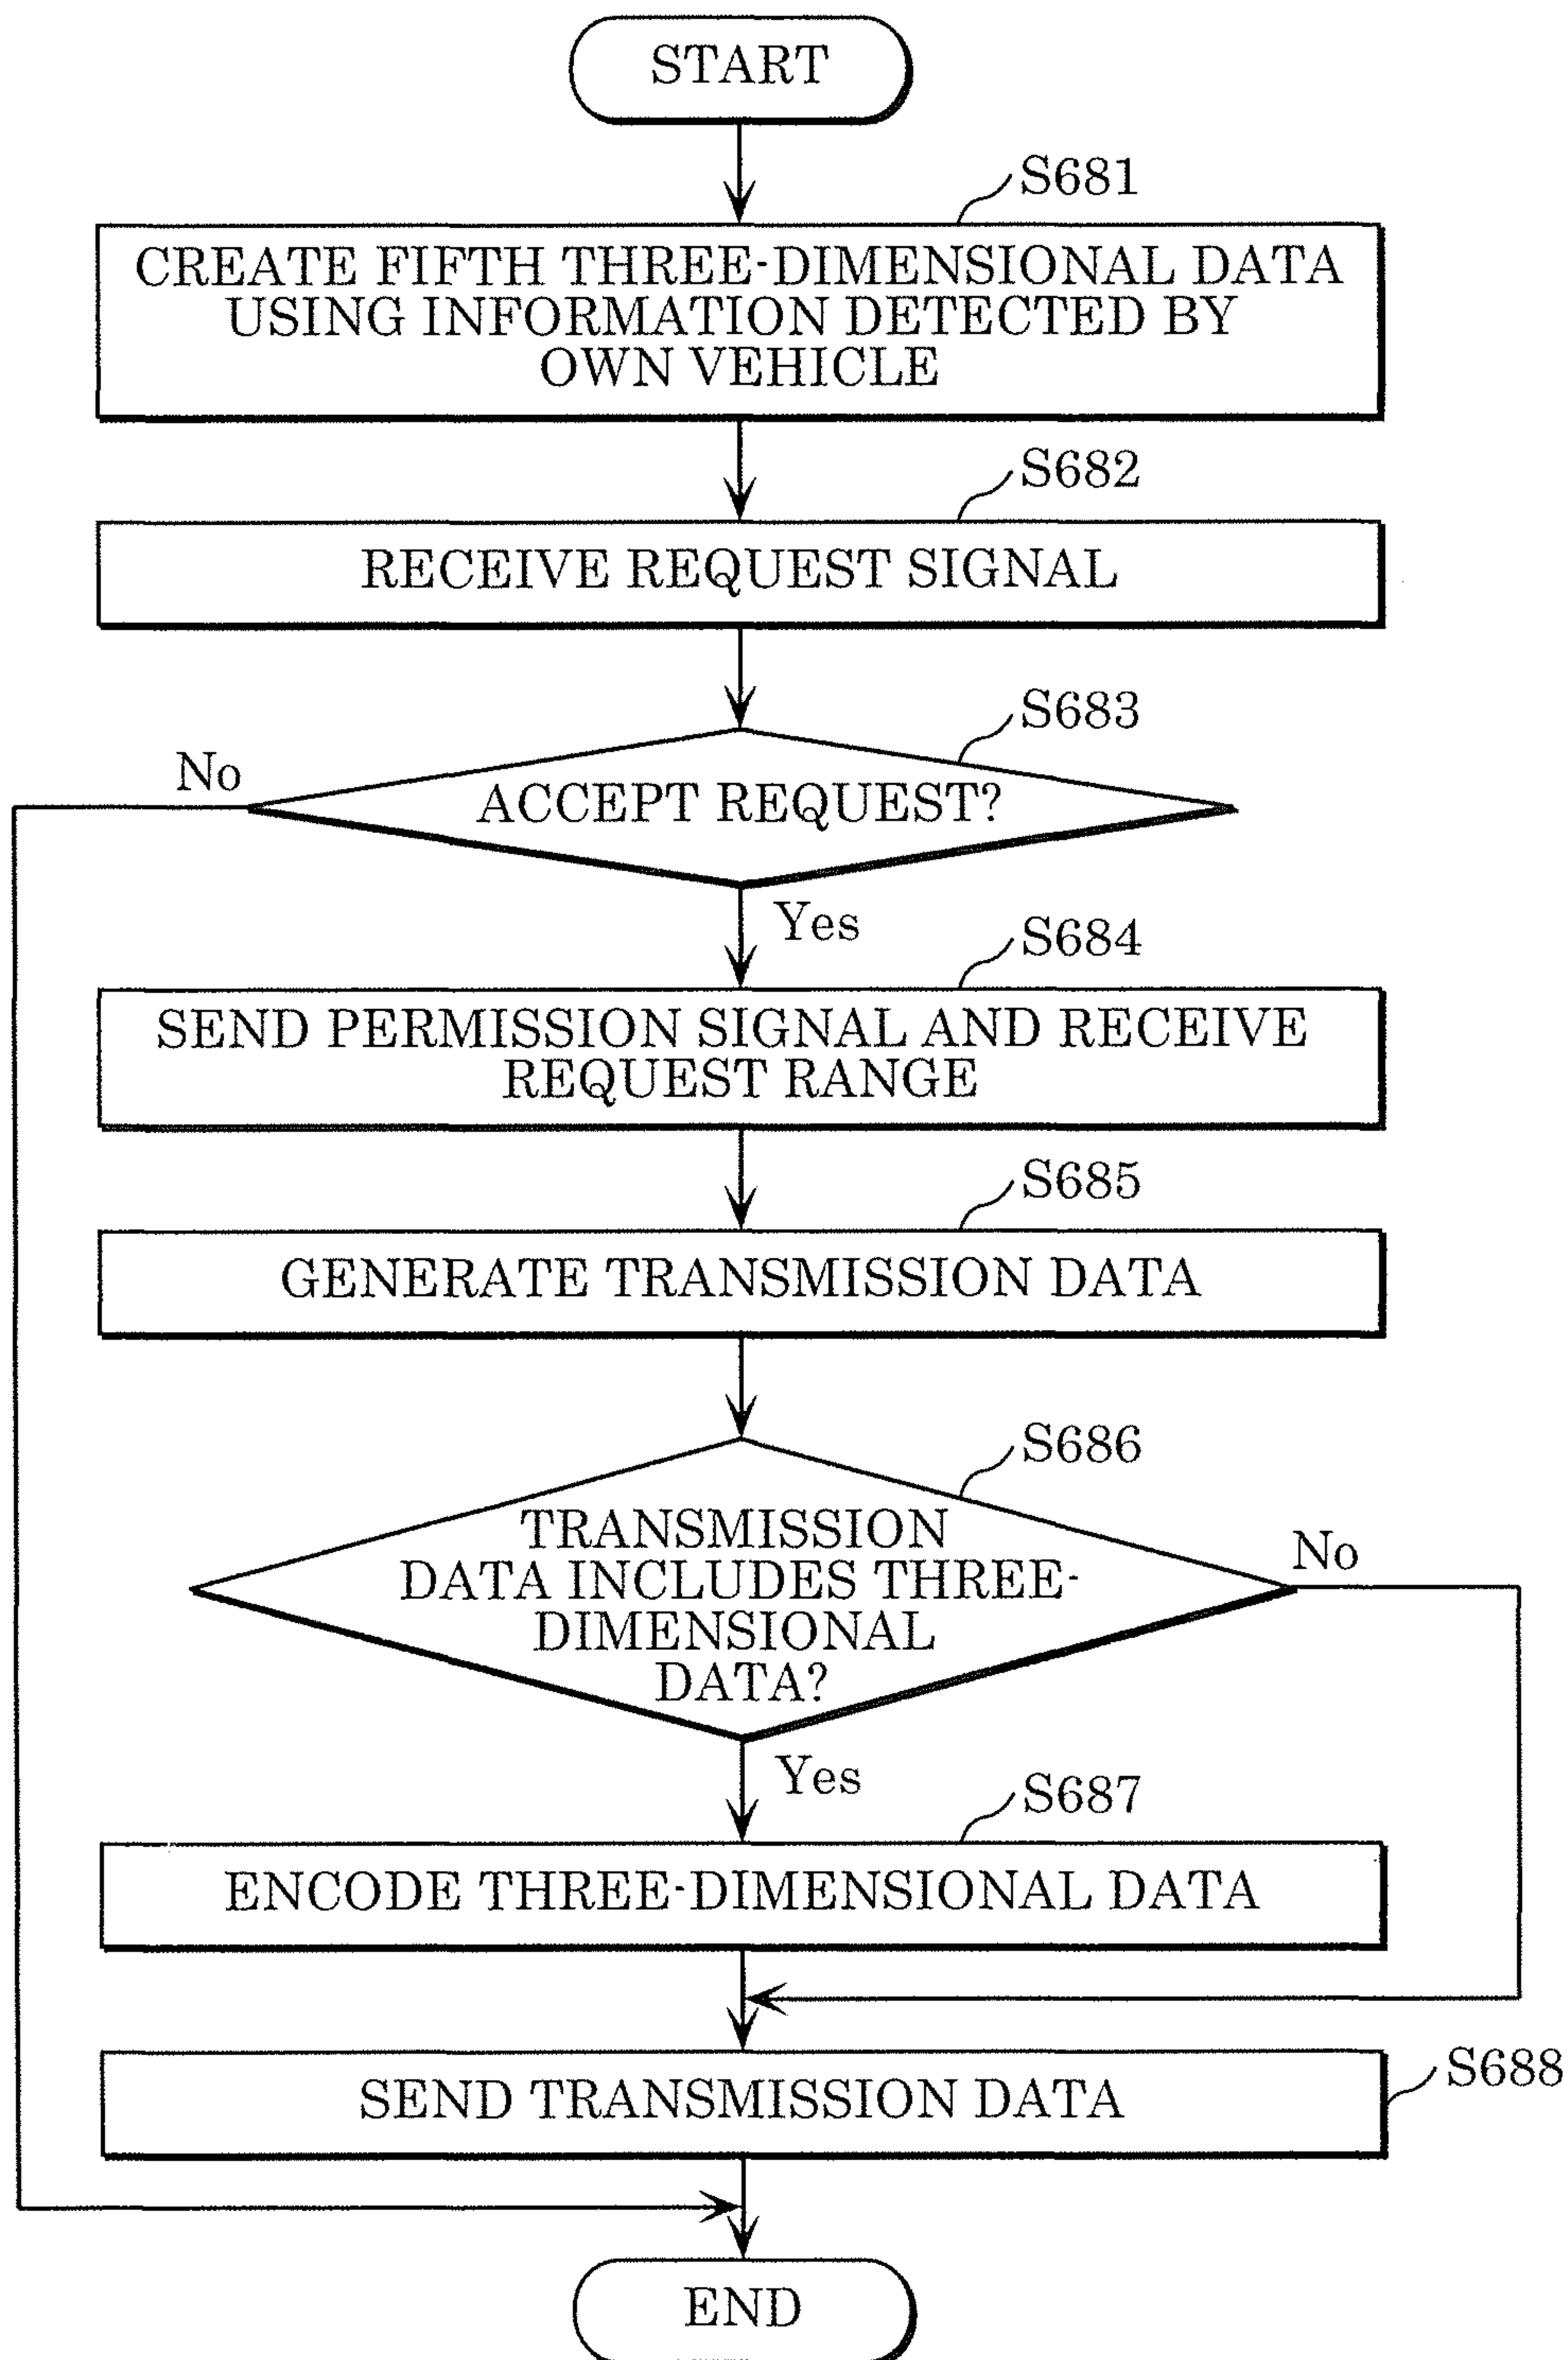 START
S681
CREATE FIFTH THREE-DIMENSIONAL DATA
USING INFORMATION DETECTED BY
OWN VEHICLE
S682
RECEIVE REQUEST SIGNAL
S683
No
ACCEPT REQUEST?
Yes
S684
SEND PERMISSION SIGNAL AND RECEIVE
REQUEST RANGE
S685
GENERATE TRANSMISSION DATA
S686
TRANSMISSION
DATA INCLUDES THREE-
DIMENSIONAL
DATA?
No
Yes
S687
ENCODE THREE-DIMENSIONAL DATA
S688
SEND TRANSMISSION DATA
END